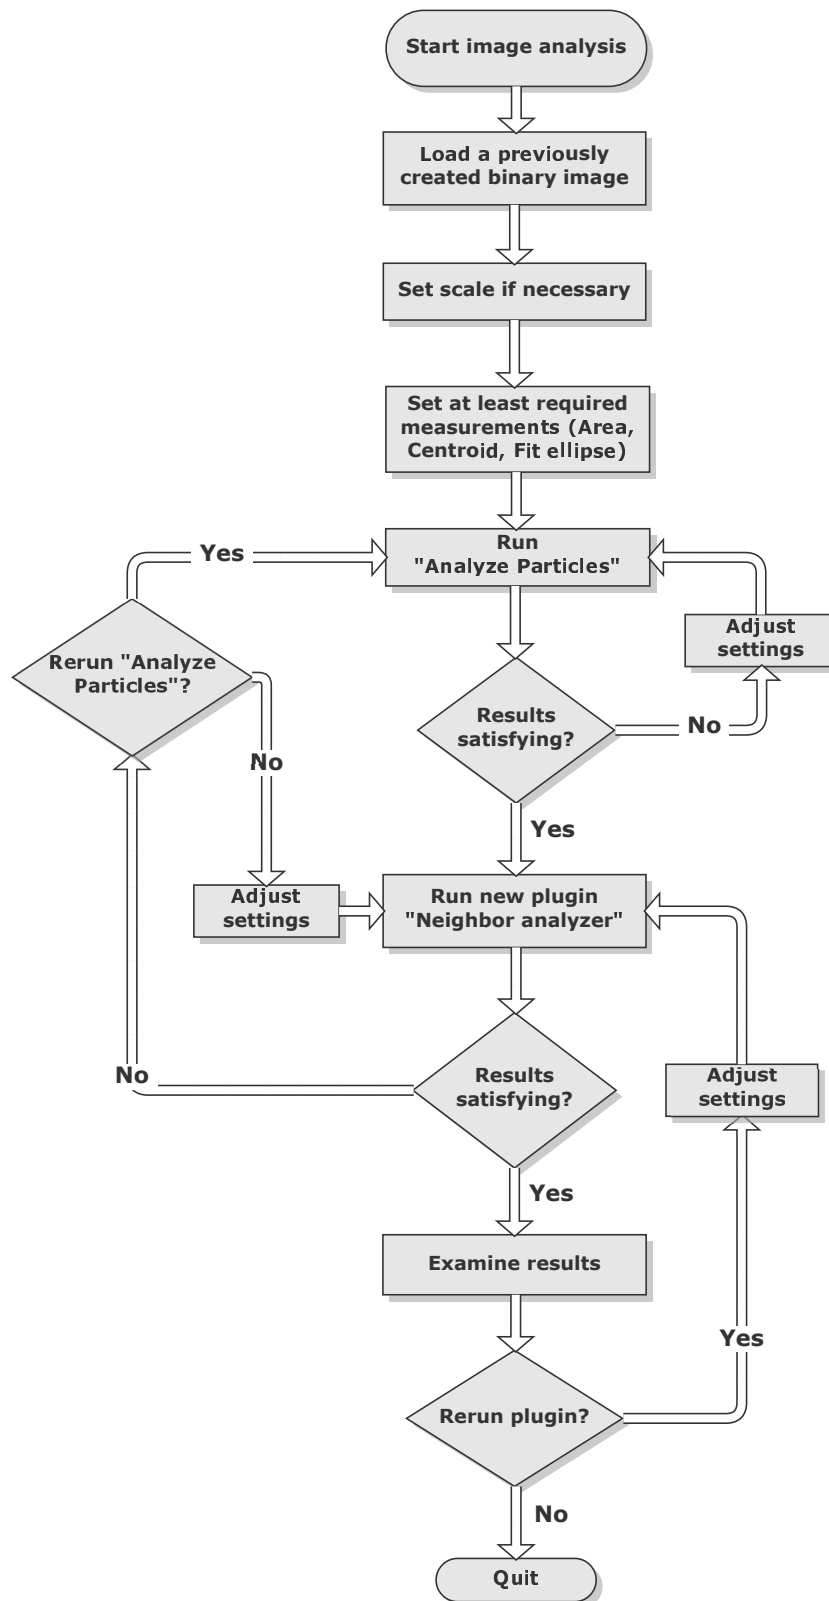 Start image analysis
Load a previously
created binary image
Set scale if necessary
Set at least required
measurements (Area,
Centroid, Fit ellipse)
Yes
Run
"Analyze Particles"
Adjust
settings
Rerun "Analyze
Particles"?
Results
satisfying?
No
No
Yes
Adjust
settings
Run new plugin
"Neighbor analyzer"
No
Results
satisfying?
Adjust
settings
Yes
Examine results
Yes
Rerun plugin?
No
Quit